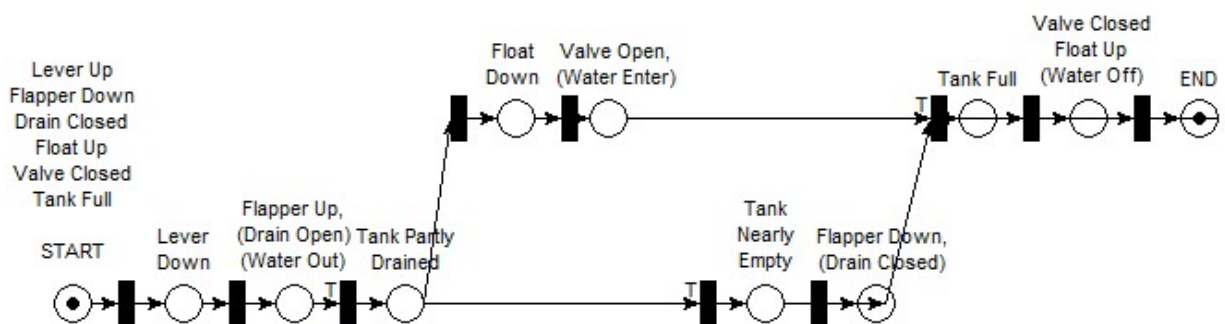 Lever Up
Flapper Down
Drain Closed
Float Up
Valve Closed
Tank Full
START
Lever
Down
Flapper Up,
(Drain Open)
(Water Out)
T
Tank Partly
Drained
Float
Down
Valve Open,
(Water Enter)
T
Tank
Nearly
Empty
Flapper Down,
(Drain Closed)
T
Tank Full
Valve Closed
Float Up
(Water Off)
END